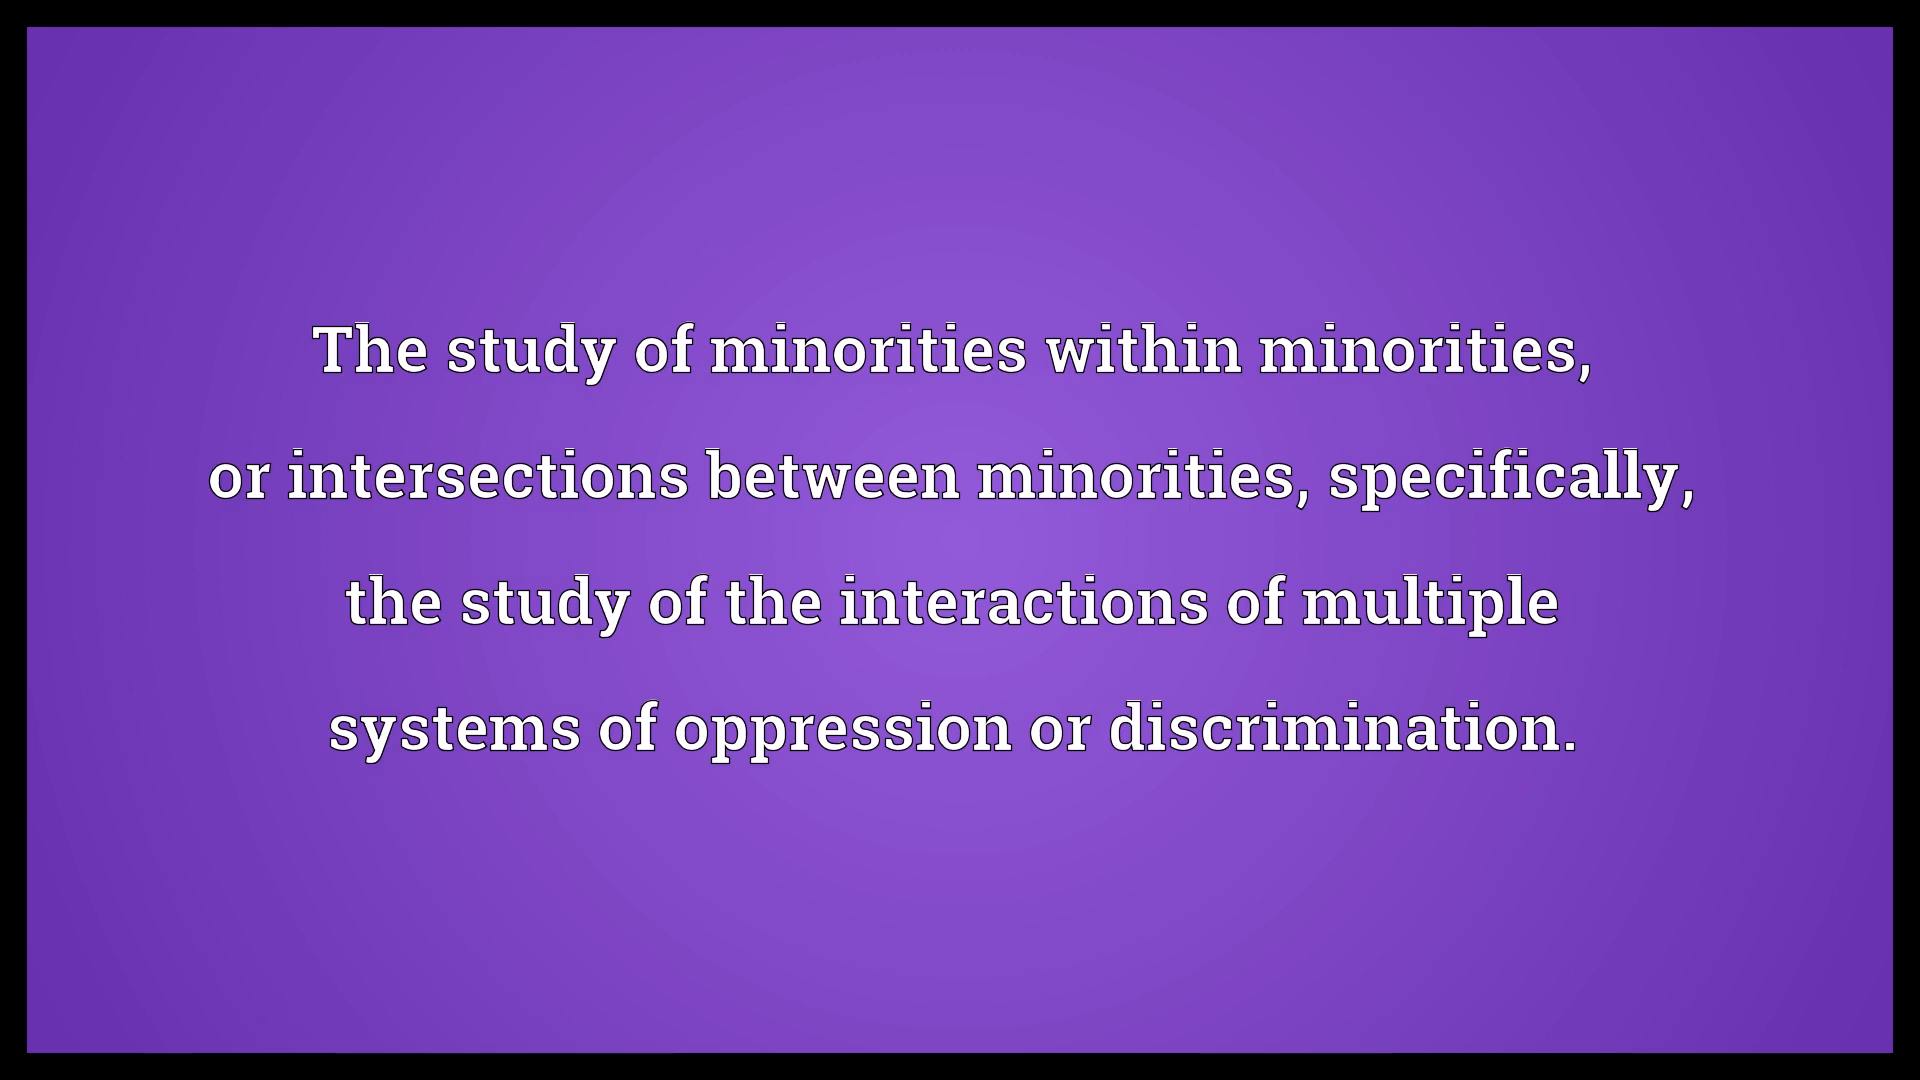 The study of minorities within minorities,
or intersections between minorities, specifically,
the study of the interactions of multiple
systems of oppression or discrimination.